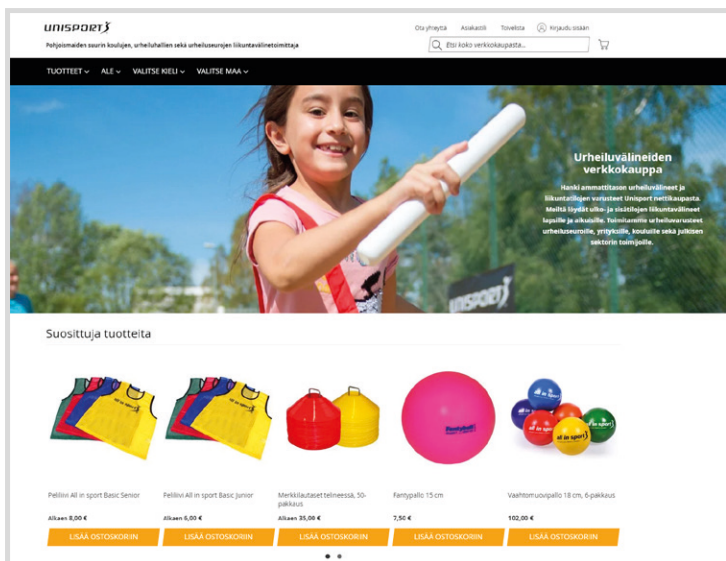 UNISPORT
Ota yhteyttä Asiakastili Toivelista Kirjaudu sisään
Pohjoismaiden suurin koulujen, urheiluhallien sekä urheiluseurojen liikuntavälinetoimittaja
Etsi koko verkkokaupasta...
TUOTTEET ALE VALITSE KIELI VALITSE MAA
Urheiluvälineiden
verkkokauppa
Hanki ammattitason urheiluvälineet ja
liikuntatilojen varusteet Unisport nettikaupasta.
Meiltä löydät ulko- ja sisätilojen liikuntavälineet
lapsille ja aikuisille. Toimitamme urheiluvarusteet
urheiluseuroille, yrityksille, kouluille sekä julkisen
sektorin toimijoille.
UNISPORT
Suosittuja tuotteita
all in sport
Peliliivi All in sport Basic Senior
Peliliivi All in sport Basic Junior
Merkkilautaset telineessä, 50-
pakkaus
Fantypallo 15 cm
Vaahtomuovipallo 18 cm, 6-pakkaus
Alkaen 8,00 €
Alkaen 6,00 €
Alkaen 35,00 €
7,50 €
102,00 €
LISÄÄ OSTOSKORIIN LISÄÄ OSTOSKORIIN LISÄÄ OSTOSKORIIN LISÄÄ OSTOSKORIIN LISÄÄ OSTOSKORIIN